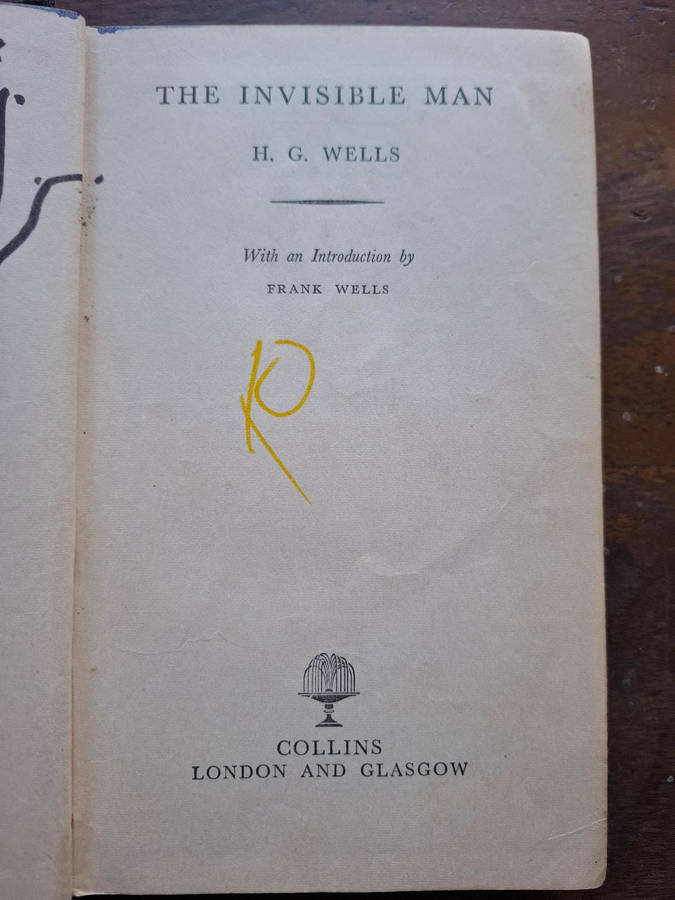 THE INVISIBLE MAN
H. G. WELLS
With an Introduction by
FRANK WELLS
COLLINS
LONDON AND GLASGOW